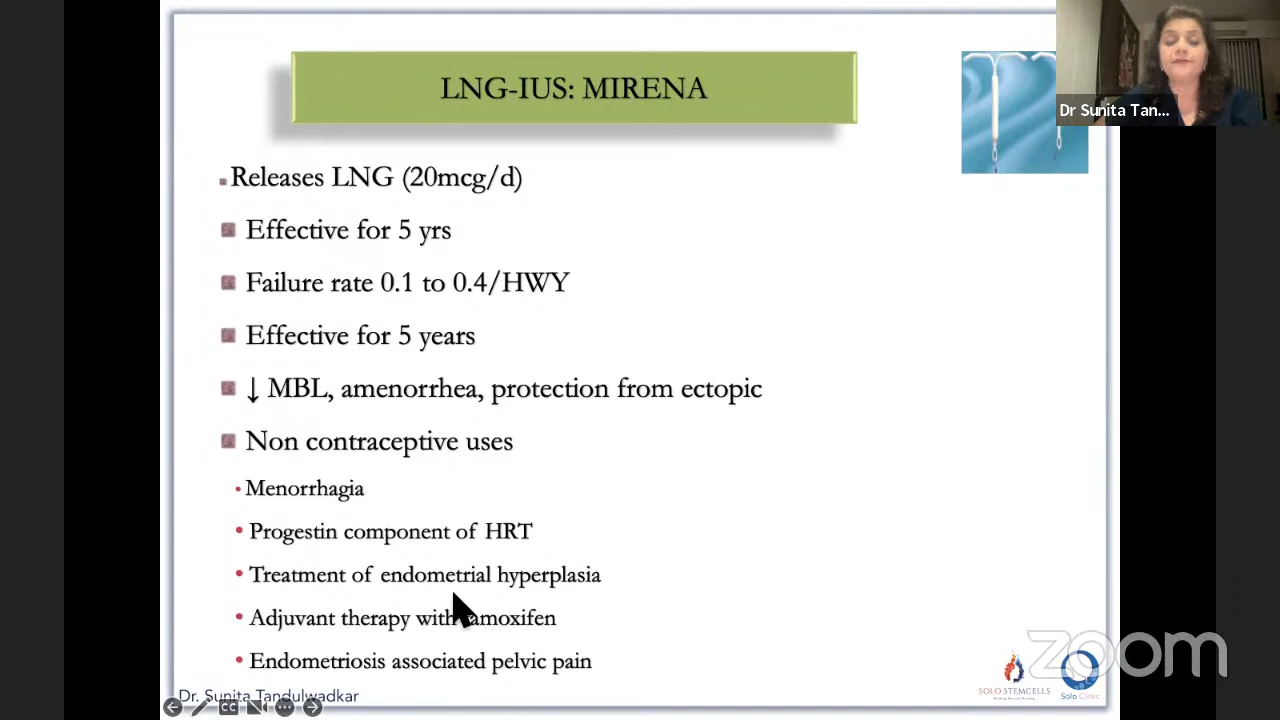 LNG-IUS: MIRENA
Dr Sunita Tan...
Releases LNG (20mcg/d)
Effective for 5 yrs
Failure rate 0.1 to 0.4/HWY
Effective for 5 years
↓ MBL, amenorrhea, protection from ectopic
Non contraceptive uses
Menorrhagia
Progestin component of HRT
Treatment of endometrial hyperplasia
Adjuvant therapy with amoxifen
Endometriosis associated pelvic pain
zoom
SOLO STEMCELLS
Solo Clinic
Dr. Sunita Tandulwadkar